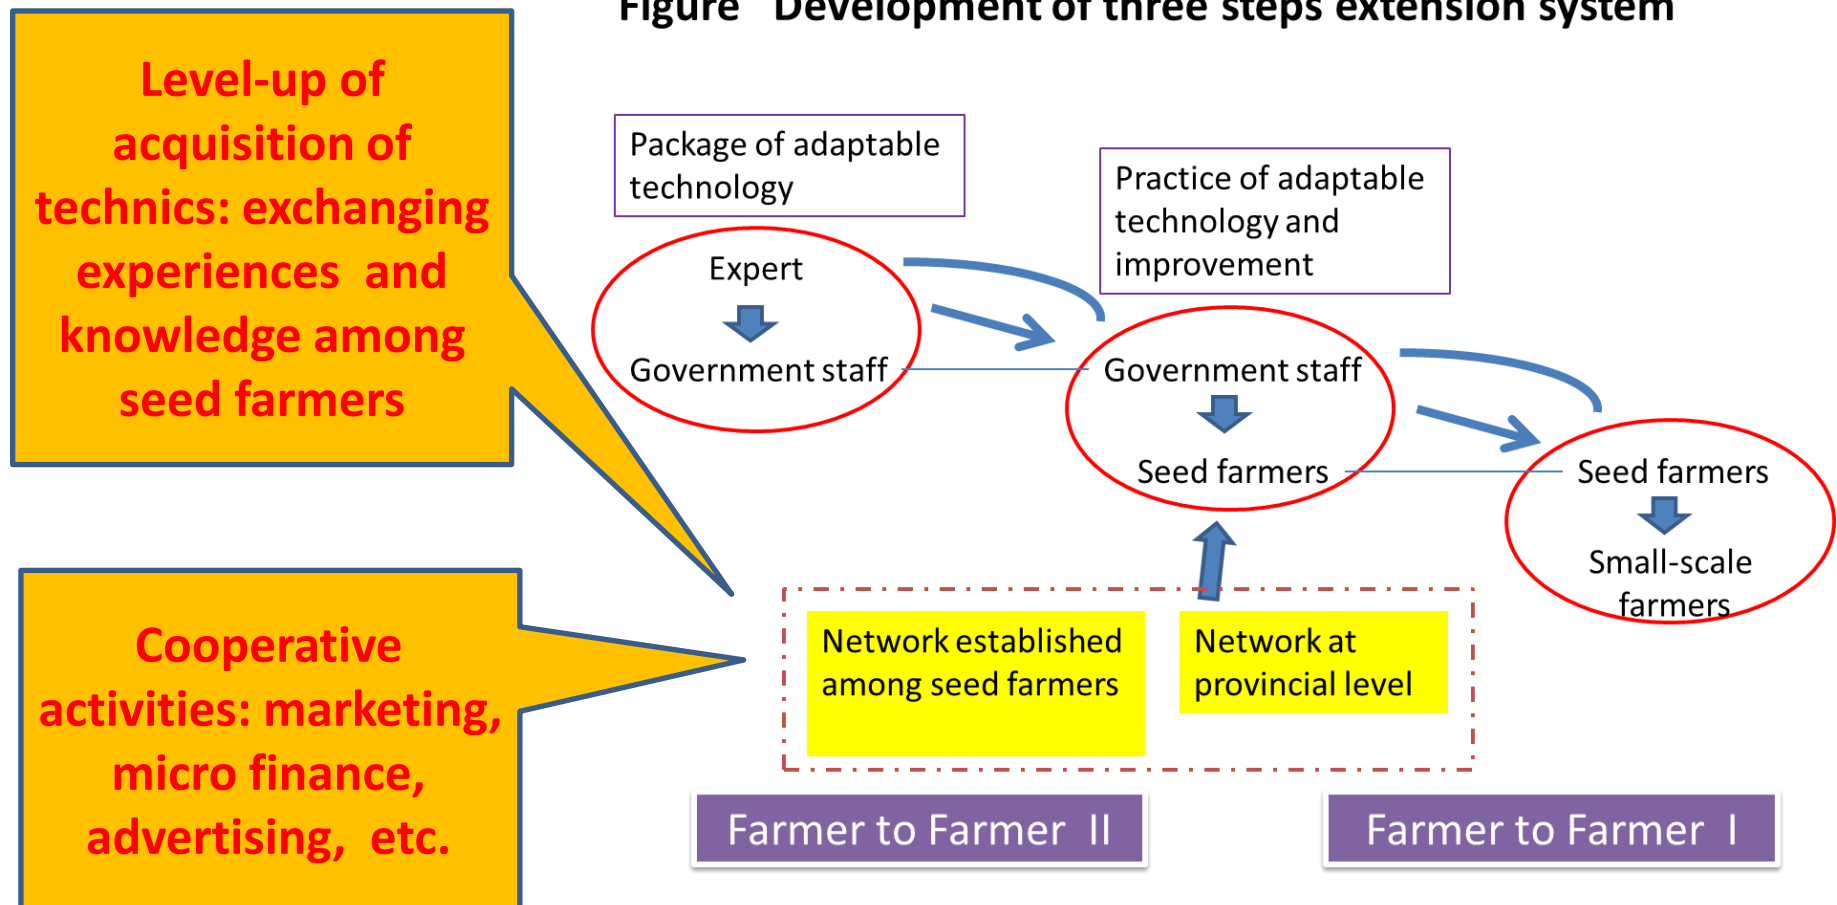 Figure   Development of three steps extension system
Level-up of
acquisition of
technics: exchanging
experiences  and
knowledge among
seed farmers
Package of adaptable
technology
Practice of adaptable
technology and
improvement
Expert
Government staff
Government staff
Seed farmers
Seed farmers
Small-scale
farmers
Network established
among seed farmers
Network at
provincial level
Cooperative
activities: marketing,
micro finance,
advertising,  etc.
Farmer to Farmer  II
Farmer to Farmer  I